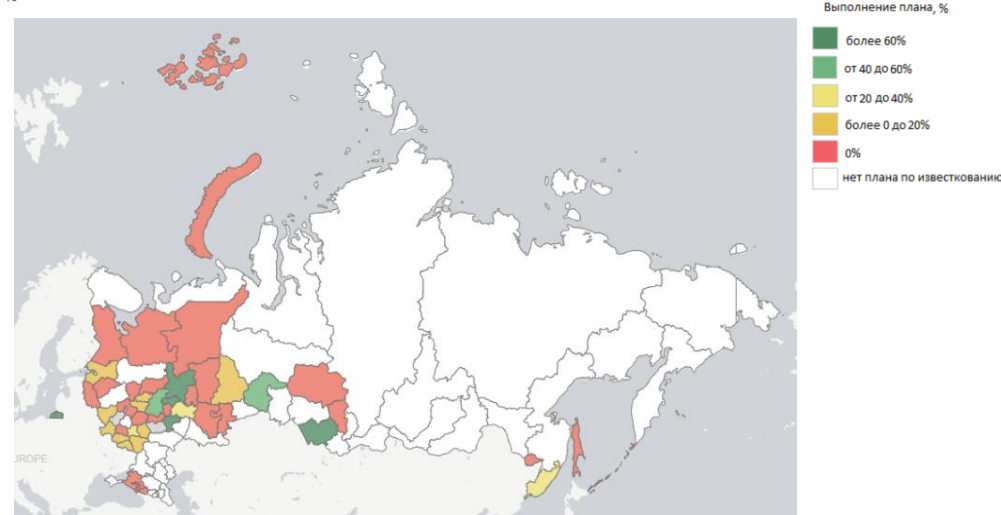 %
Выполнение плана, %
более 60%
от 40 до 60%
от 20 до 40%
более 0 до 20%
0%
нет плана по известкованию
UROPE